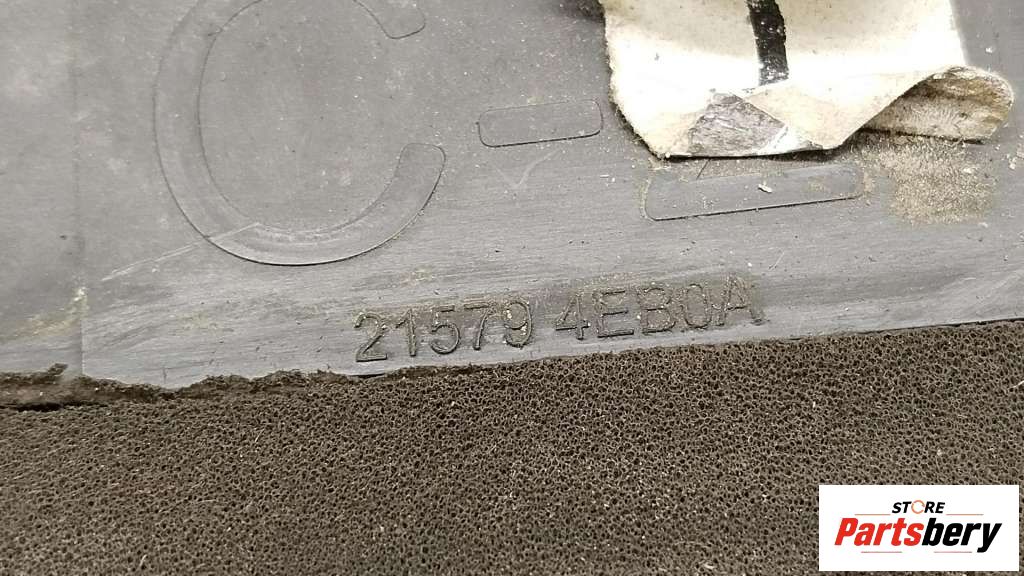 C
21579 4EB0A
STORE
Partsbery